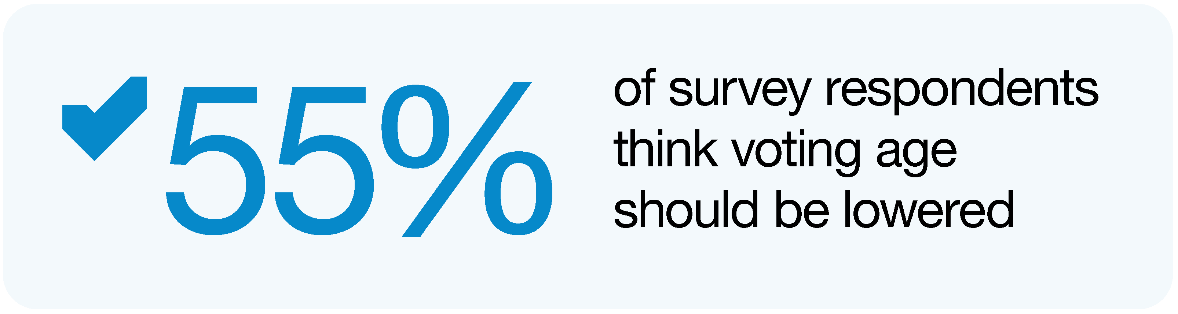 55%
of survey respondents
think voting age
should be lowered